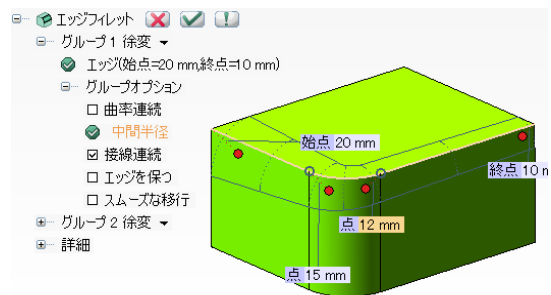 エッジフィレット
グループ1 徐変
エッジ(始点=20 mm,終点=10 mm)
グループオプション
曲率連続
中間半径
接線連続
エッジを保つ
スムーズな移行
グループ2 徐変
詳細
始点 20 mm
終点 10 m
点 12 mm
点 15 mm